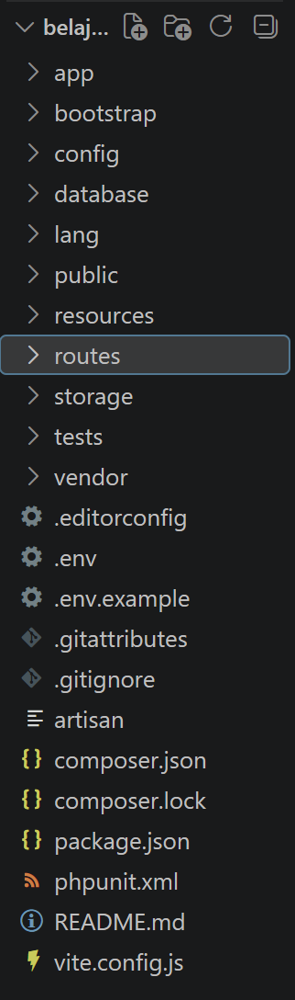 belaj...
app
bootstrap
config
database
lang
public
resources
routes
storage
tests
vendor
.editorconfig
.env
.env.example
.gitattributes
.gitignore
artisan
composer.json
composer.lock
package.json
phpunit.xml
README.md
vite.config.js